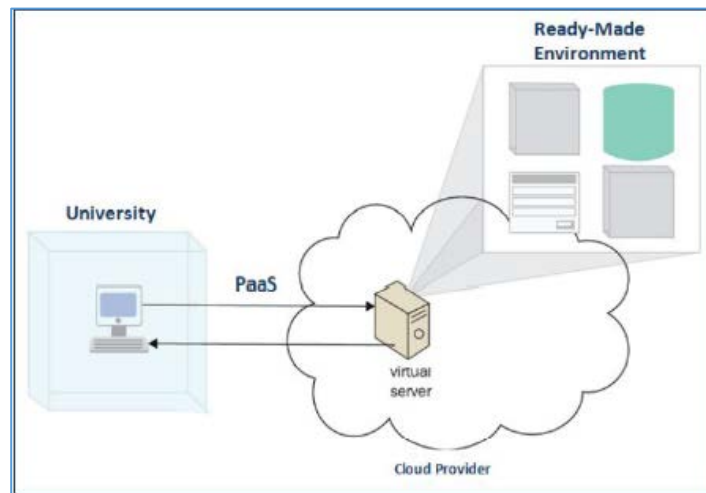 Ready-Made
Environment
University
PaaS
virtual
server
Cloud Provider